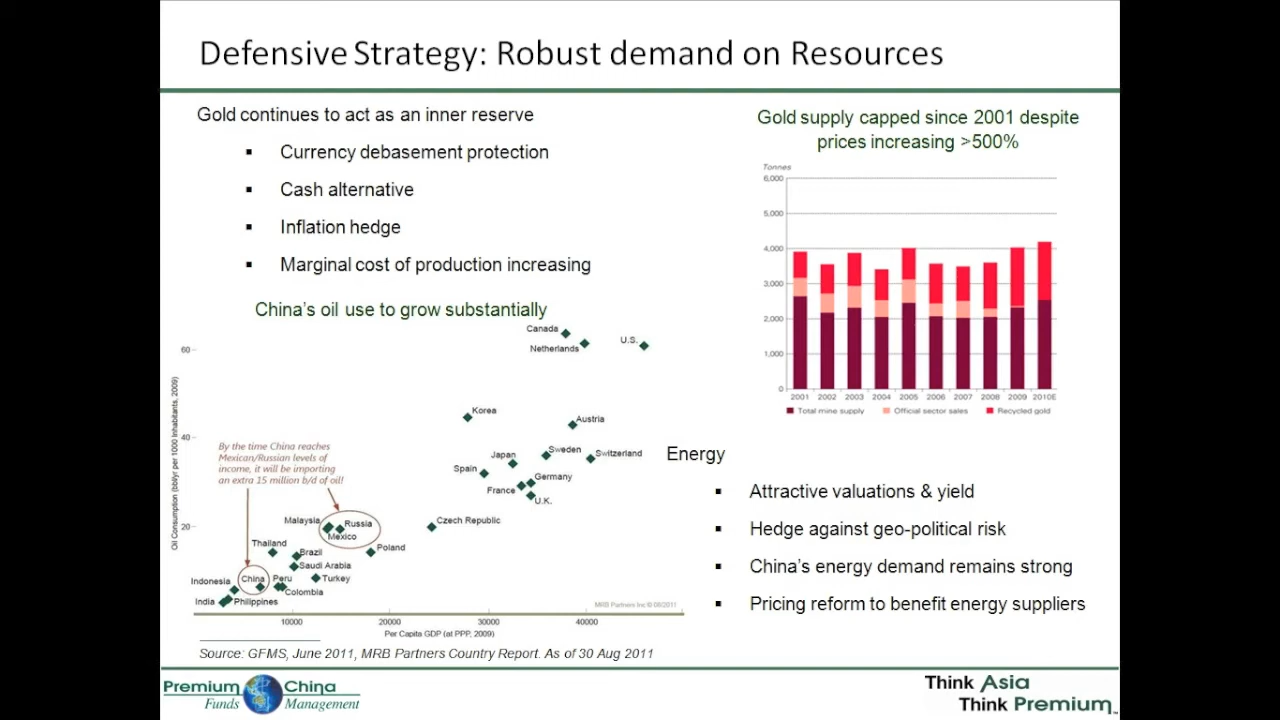 Defensive Strategy: Robust demand on Resources
Gold continues to act as an inner reserve
▪ Currency debasement protection
▪ Cash alternative
▪ Inflation hedge
▪ Marginal cost of production increasing
China's oil use to grow substantially
Oil Consumption (bbl/yr per 1000 Inhabitants, 2009)
60
40
20
Canada
Netherlands
U.S.
Korea
Austria
By the time China reaches
Mexican/Russian levels of
income, it will be importing
an extra 15 million b/d of oil!
Japan
Sweden
Switzerland
Spain
Germany
France
U.K.
Malaysia
Russia
Mexico
Czech Republic
Thailand
Brazil
Poland
Saudi Arabia
Indonesia
China
Peru
Turkey
Colombia
India
Philippines
MRB Partners Inc © 08/2011
10000 20000 30000 40000
Per Capita GDP (at PPP, 2009)
Gold supply capped since 2001 despite
prices increasing >500%
Tonnes
6,000
5,000
4,000
3,000
2,000
1,000
0
2001 2002 2003 2004 2005 2006 2007 2008 2009 2010E
Total mine supply Official sector sales Recycled gold
Energy
▪ Attractive valuations & yield
▪ Hedge against geo-political risk
▪ China's energy demand remains strong
▪ Pricing reform to benefit energy suppliers
Source: GFMS, June 2011, MRB Partners Country Report. As of 30 Aug 2011
Premium China
Funds Management
Think Asia
Think Premium™